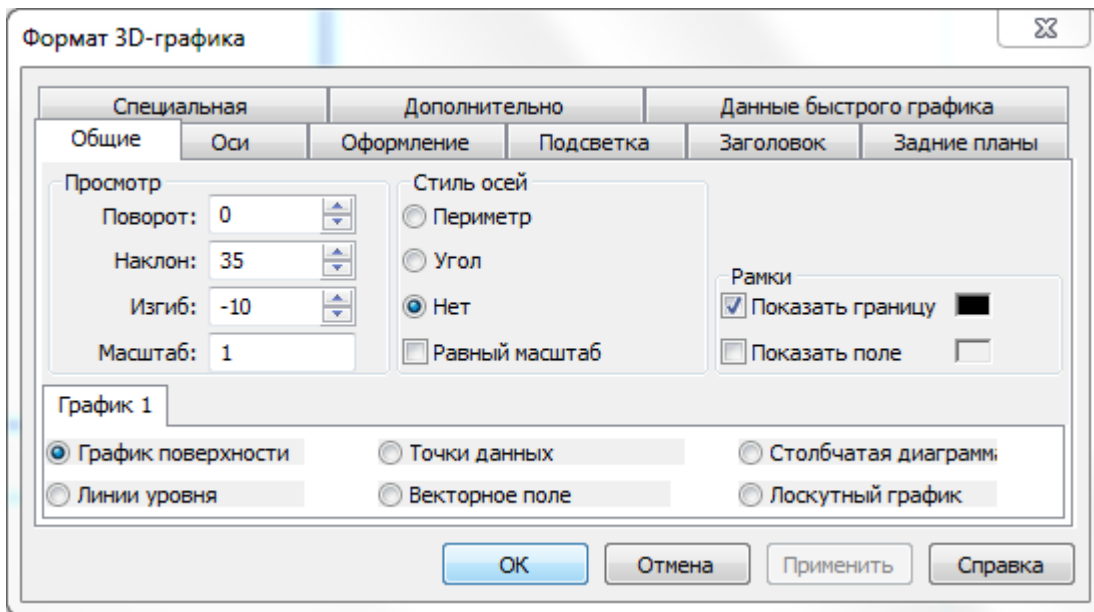 Формат 3D-графика
Специальная Дополнительно Данные быстрого графика
Общие Оси Оформление Подсветка Заголовок Задние планы
Просмотр
Поворот: 0
Наклон: 35
Изгиб: -10
Масштаб: 1
Стиль осей
Периметр
Угол
Нет
Равный масштаб
Рамки
Показать границу
Показать поле
График 1
График поверхности Точки данных Столбчатая диаграмма
Линии уровня Векторное поле Лоскутный график
ОК Отмена Применить Справка